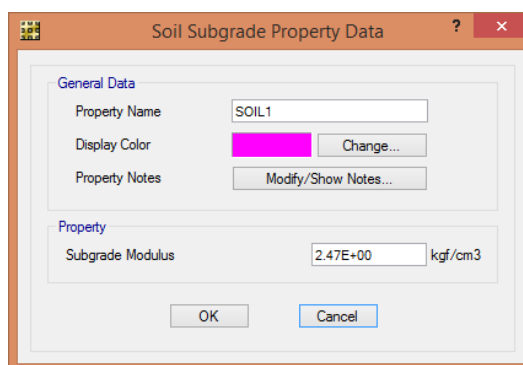 Soil Subgrade Property Data ? ×
General Data
Property Name SOIL1
Display Color Change...
Property Notes Modify/Show Notes...
Property
Subgrade Modulus 2.47E+00 kgf/cm3
OK Cancel